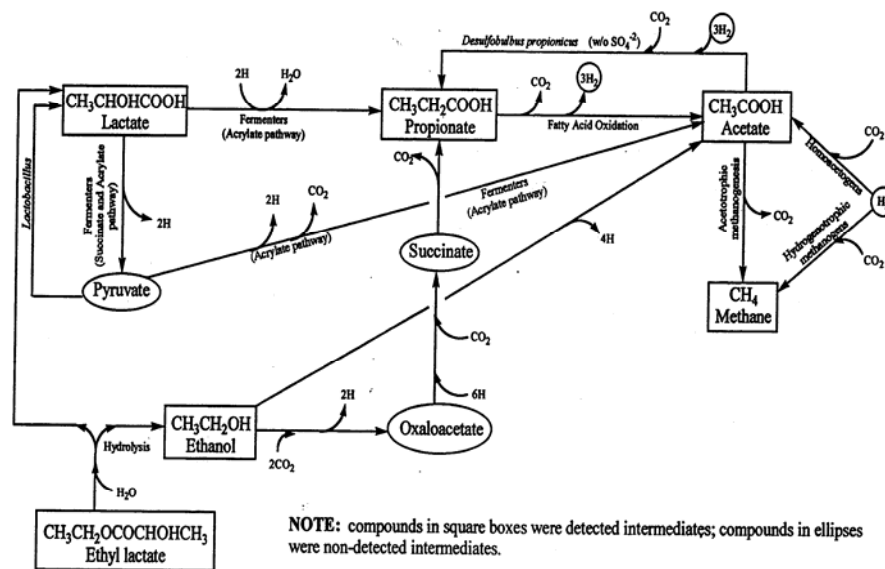 CO₂
3H₂
Desulfobulbus propionicus (w/o SO₄⁻²)
2H
H₂O
CH₃CHOHCOOH
Lactate
Fermenters
(Acrylate pathway)
CH₃CH₂COOH
Propionate
CO₂
3H₂
Fatty Acid Oxidation
CH₃COOH
Acetate
CO₂
Homoacetogens
H
Lactobacillus
Fermenters
(Succinate and Acrylate
pathway)
2H
CO₂
2H
CO₂
(Acrylate pathway)
Fermenters
(Acrylate pathway)
Acetotrophic
methanogenesis
CO₂
Hydrogenotrophic
methanogens
CO₂
Pyruvate
Succinate
4H
CH₄
Methane
CO₂
6H
CH₃CH₂OH
Ethanol
2H
2CO₂
Oxaloacetate
Hydrolysis
H₂O
CH₃CH₂OCOCHOHCH₃
Ethyl lactate
NOTE: compounds in square boxes were detected intermediates; compounds in ellipses
were non-detected intermediates.